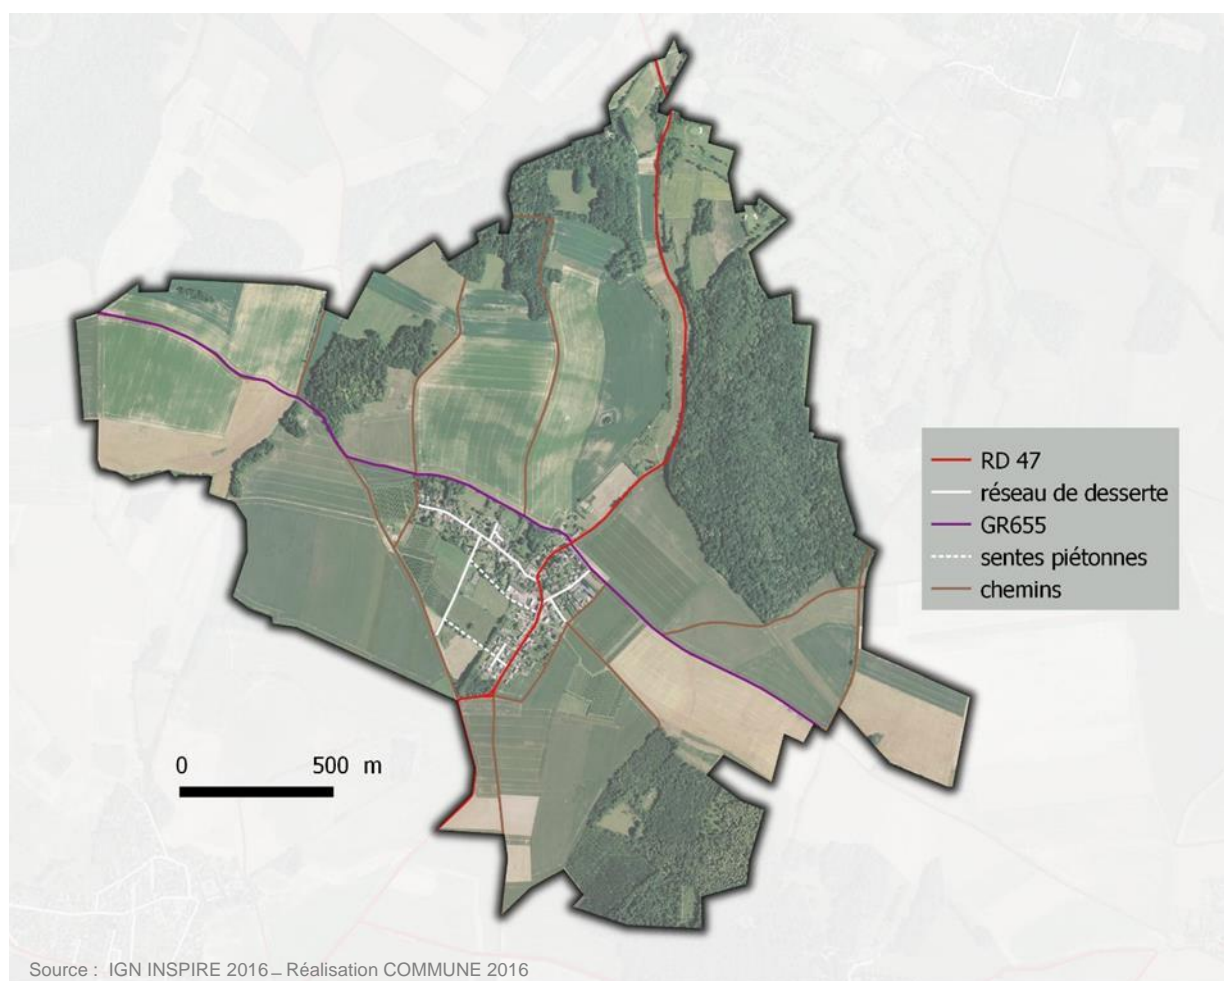 RD 47
réseau de desserte
GR655
sentes piétonnes
chemins
0 500 m
Source : IGN INSPIRE 2016 – Réalisation COMMUNE 2016